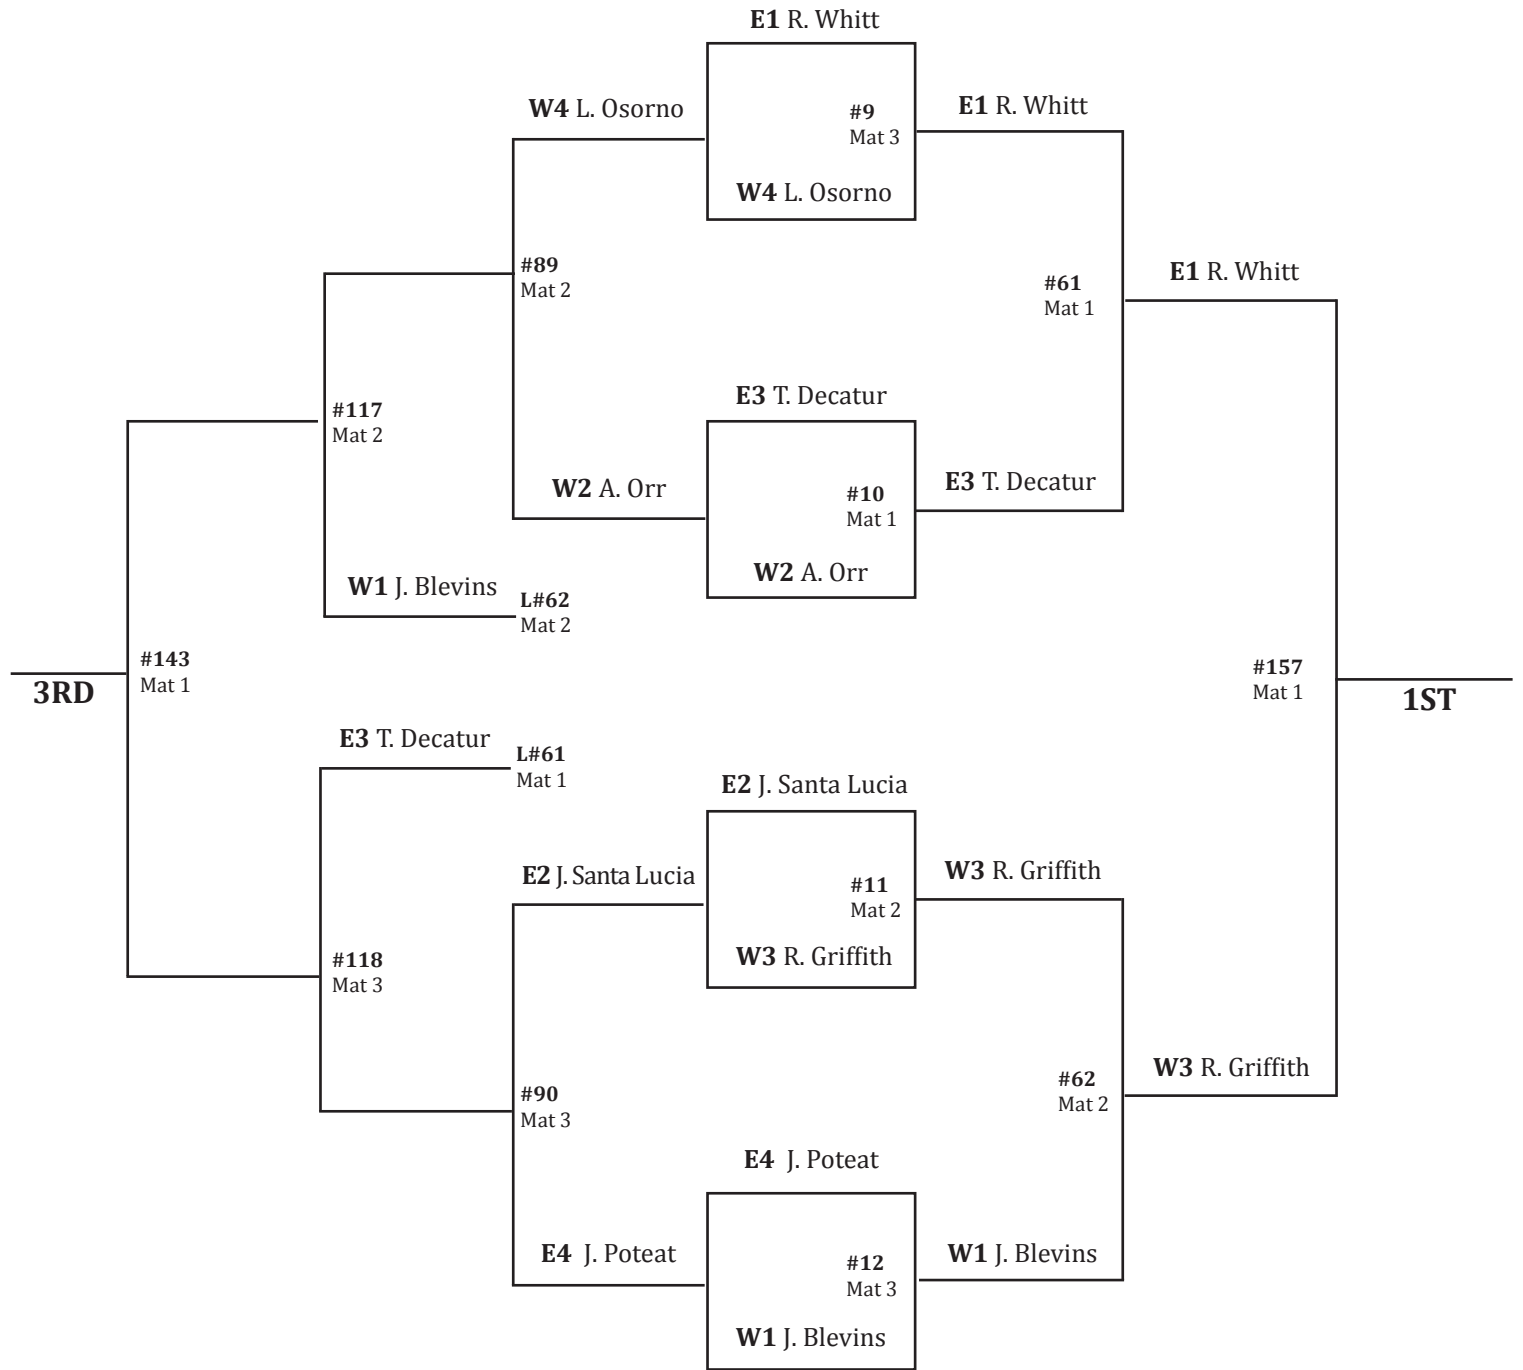 E1 R. Whitt
W4 L. Osorno
#9
Mat 3
E1 R. Whitt
W4 L. Osorno
#89
Mat 2
#61
Mat 1
E1 R. Whitt
#117
Mat 2
E3 T. Decatur
W2 A. Orr
#10
Mat 1
E3 T. Decatur
W2 A. Orr
W1 J. Blevins
L#62
Mat 2
#143
Mat 1
3RD
#157
Mat 1
1ST
E3 T. Decatur
L#61
Mat 1
E2 J. Santa Lucia
E2 J. Santa Lucia
#11
Mat 2
W3 R. Griffith
W3 R. Griffith
#118
Mat 3
#90
Mat 3
#62
Mat 2
W3 R. Griffith
E4 J. Poteat
E4 J. Poteat
#12
Mat 3
W1 J. Blevins
W1 J. Blevins